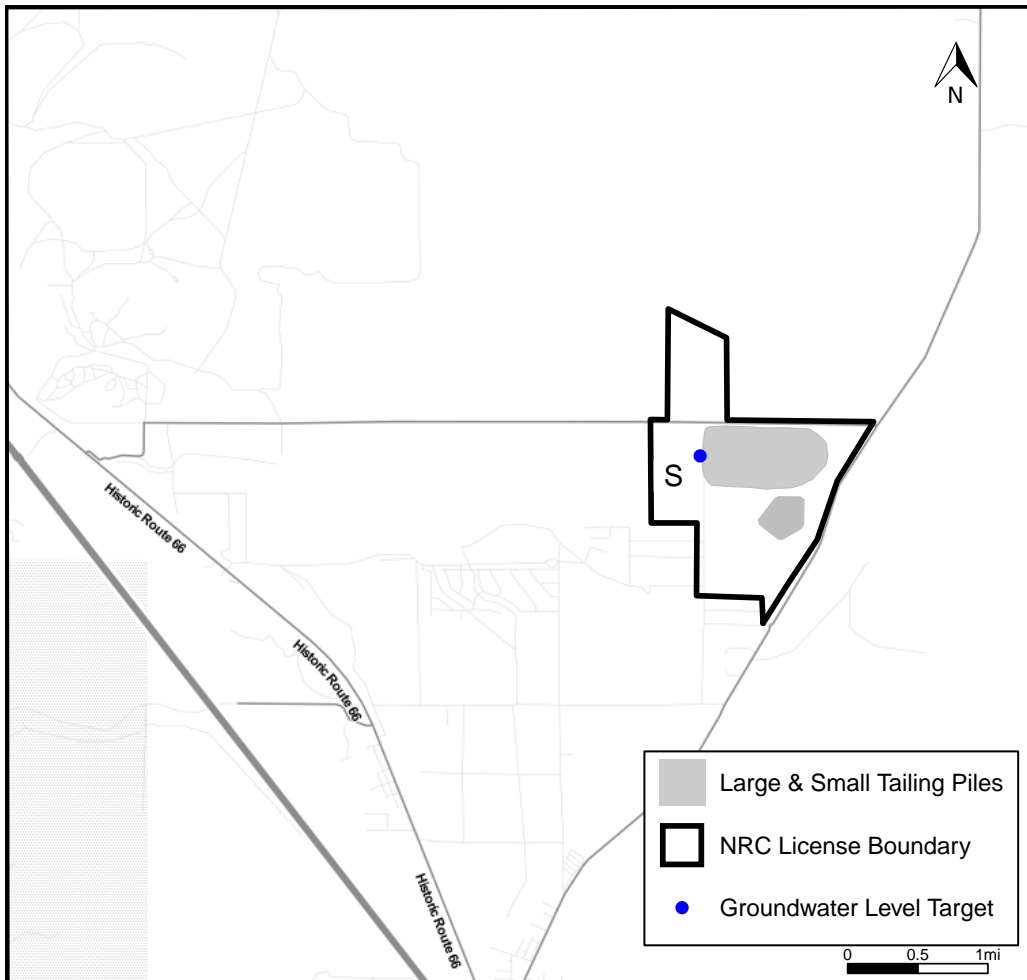 N
S
Historic Route 66
Historic Route 66
Historic Route 66
Large & Small Tailing Piles
NRC License Boundary
Groundwater Level Target
0 0.5 1mi